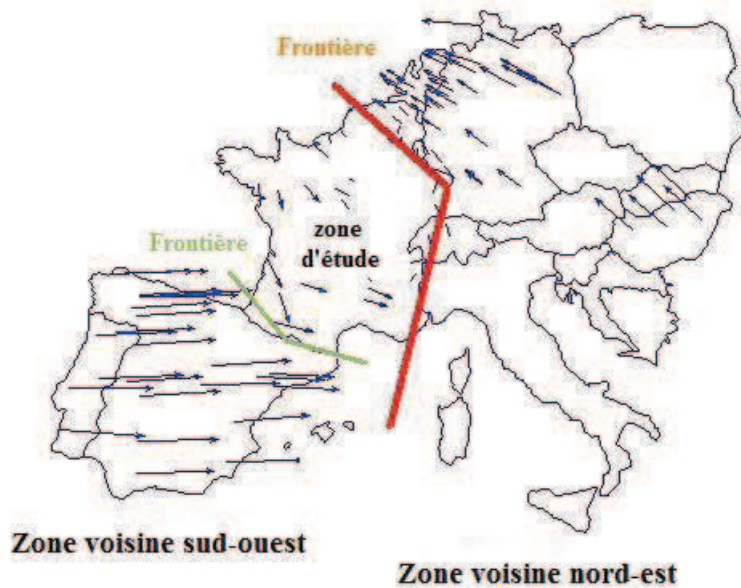 Frontière
zone
d'étude
Frontière
Zone voisine sud-ouest
Zone voisine nord-est